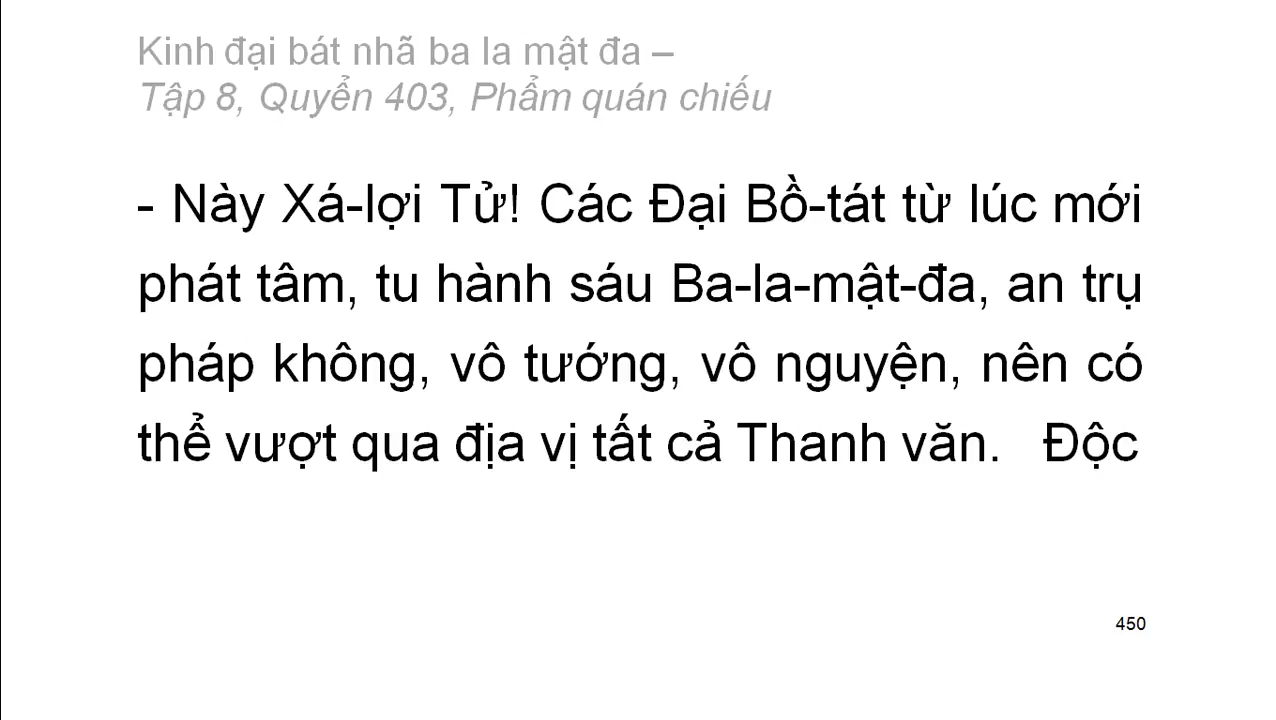 Kinh đại bát nhã ba la mật đa –
Tập 8, Quyển 403, Phẩm quán chiếu
- Này Xá-lợi Tử! Các Đại Bồ-tát từ lúc mới
phát tâm, tu hành sáu Ba-la-mật-đa, an trụ
pháp không, vô tướng, vô nguyện, nên có
thể vượt qua địa vị tất cả Thanh văn. Độc
450